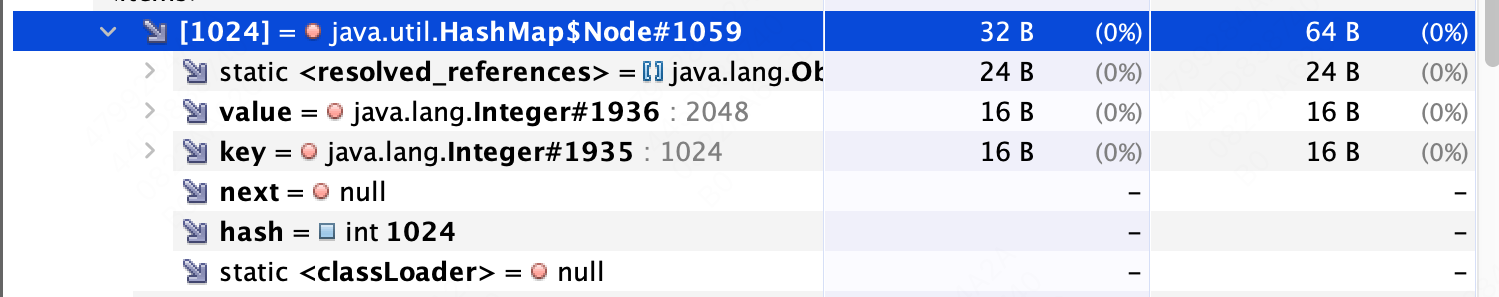 [1024] = java.util.HashMap$Node#1059 32 B (0%) 64 B (0%)
static <resolved_references> = java.lang.Ob 24 B (0%) 24 B (0%)
value = java.lang.Integer#1936 : 2048 16 B (0%) 16 B (0%)
key = java.lang.Integer#1935 : 1024 16 B (0%) 16 B (0%)
next = null – –
hash = int 1024 – –
static <classLoader> = null – –